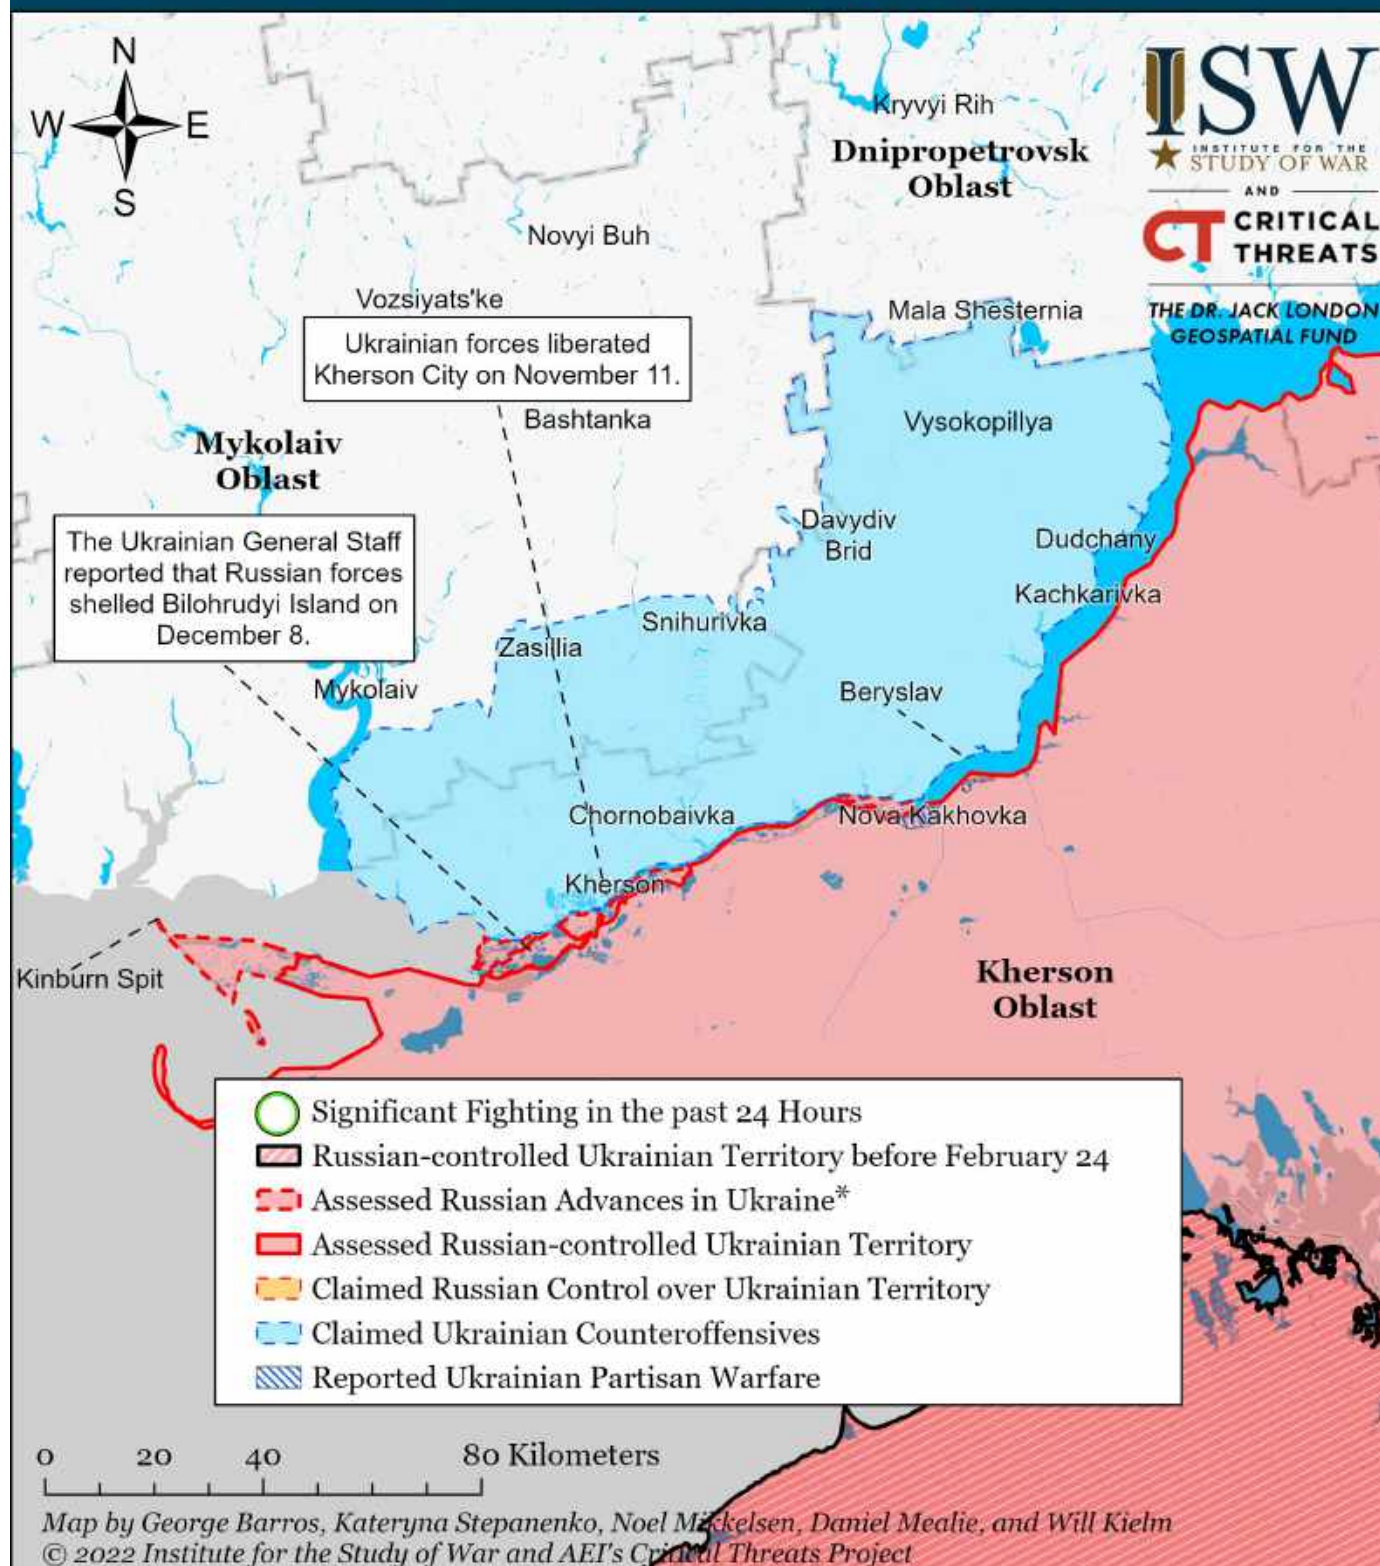 N
W
E
S
ISW
INSTITUTE FOR THE
STUDY OF WAR
AND
CT CRITICAL
THREATS
THE DR. JACK LONDON
GEOSPATIAL FUND
Kryvyi Rih
Dnipropetrovsk
Oblast
Novyi Buh
Vozsiyats'ke
Mala Shesternia
Ukrainian forces liberated
Kherson City on November 11.
Bashtanka
Vysokopillya
Mykolaiv
Oblast
The Ukrainian General Staff
reported that Russian forces
shelled Bilohrudyi Island on
December 8.
Davydiv
Brid
Dudchany
Kachkarivka
Snihurivka
Zasillia
Mykolaiv
Beryslav
Chornobaivka
Nova Kakhovka
Kherson
Kinburn Spit
Kherson
Oblast
Significant Fighting in the past 24 Hours
Russian-controlled Ukrainian Territory before February 24
Assessed Russian Advances in Ukraine*
Assessed Russian-controlled Ukrainian Territory
Claimed Russian Control over Ukrainian Territory
Claimed Ukrainian Counteroffensives
Reported Ukrainian Partisan Warfare
0 20 40 80 Kilometers
Map by George Barros, Kateryna Stepanenko, Noel Mikkelsen, Daniel Mealie, and Will Kielm
© 2022 Institute for the Study of War and AEI's Critical Threats Project